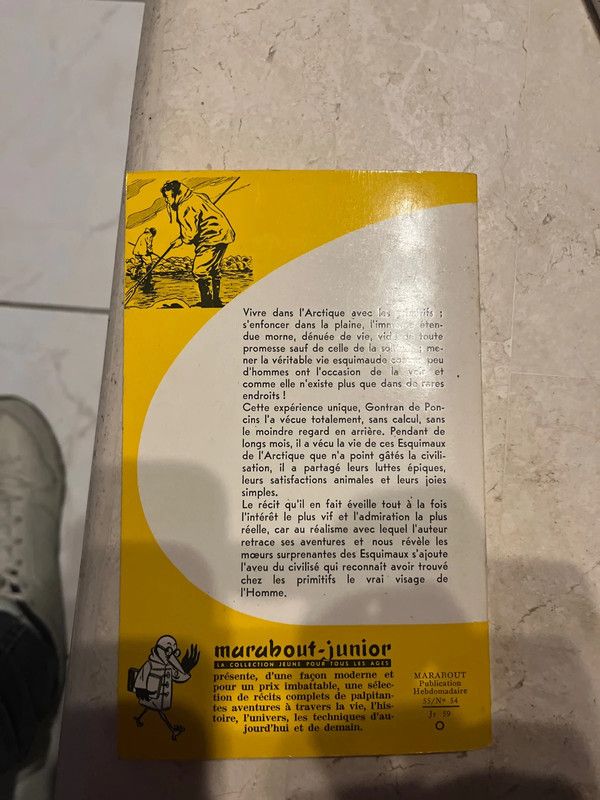 Vivre dans l'Arctique avec les ;
s'enfoncer dans la plaine, l'immense éten-
due morne, dénuée de vie, vide de toute
promesse sauf de celle de la ; me-
ner la véritable vie esquimaude peu
d'hommes ont l'occasion de la voir et
comme elle n'existe plus que dans de rares
endroits !
Cette expérience unique, Gontran de Pon-
cins l'a vécue totalement, sans calcul, sans
le moindre regard en arrière. Pendant de
longs mois, il a vécu la vie de ces Esquimaux
de l'Arctique que n'a point gâtés la civili-
sation, il a partagé leurs luttes épiques,
leurs satisfactions animales et leurs joies
simples.
Le récit qu'il en fait éveille tout à la fois
l'intérêt le plus vif et l'admiration la plus
réelle, car au réalisme avec lequel l'auteur
retrace ses aventures et nous révèle les
mœurs surprenantes des Esquimaux s'ajoute
l'aveu du civilisé qui reconnaît avoir trouvé
chez les primitifs le vrai visage de
l'Homme.
marabout-junior
LA COLLECTION JEUNE POUR TOUS LES AGES
présente, d'une façon moderne et
pour un prix imbattable, une sélec-
tion de récits complets de palpitan-
tes aventures à travers la vie, l'his-
toire, l'univers, les techniques d'au-
jourd'hui et de demain.
MARABOUT
Publication
Hebdomadaire
55/Nº 54
Jr 59
O